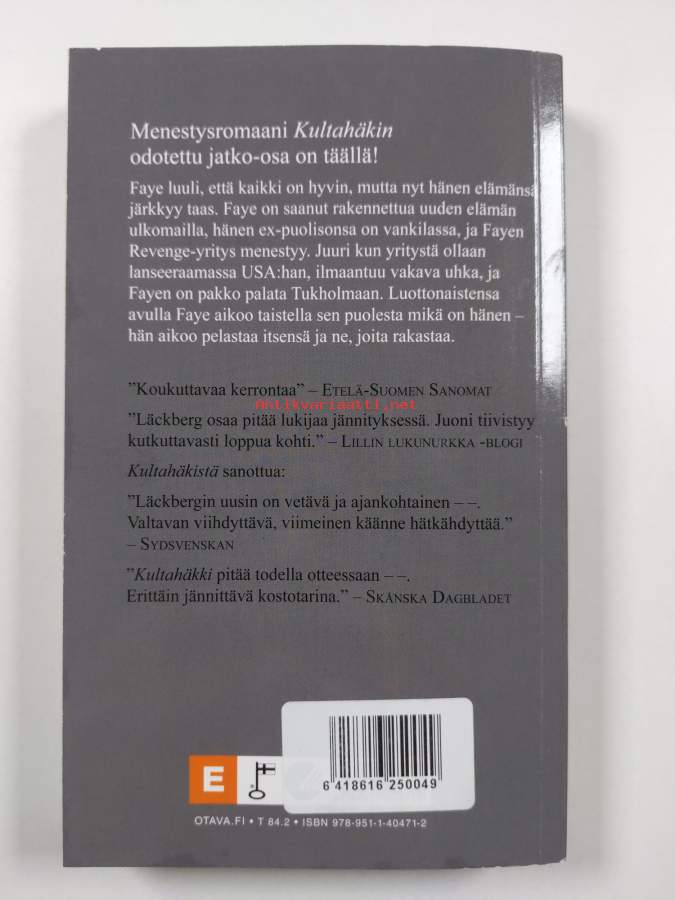 Menestysromaani Kultahäkin
odotettu jatko-osa on täällä!
Faye luuli, että kaikki on hyvin, mutta nyt hänen elämänsä
järkkyy taas. Faye on saanut rakennettua uuden elämän
ulkomailla, hänen ex-puolisonsa on vankilassa, ja Fayen
Revenge-yritys menestyy. Juuri kun yritystä ollaan
lanseeraamassa USA:han, ilmaantuu vakava uhka, ja
Fayen on pakko palata Tukholmaan. Luottonaistensa
avulla Faye aikoo taistella sen puolesta mikä on hänen –
hän aikoo pelastaa itsensä ja ne, joita rakastaa.
”Koukuttavaa kerrontaa” – Etelä-Suomen Sanomat
Antikvariaatti.net
”Läckberg osaa pitää lukijaa jännityksessä. Juoni tiivistyy
kutkuttavasti loppua kohti.” – Lillin lukunurkka -blogi
Kultahäkistä sanottua:
”Läckbergin uusin on vetävä ja ajankohtainen – –.
Valtavan viihdyttävä, viimeinen käänne hätkähdyttää.”
– Sydsvenskan
”Kultahäkki pitää todella otteessaan – –.
Erittäin jännittävä kostotarina.” – Skånska Dagbladet
E
6 418616 250049
OTAVA.FI • T 84.2 • ISBN 978-951-1-40471-2